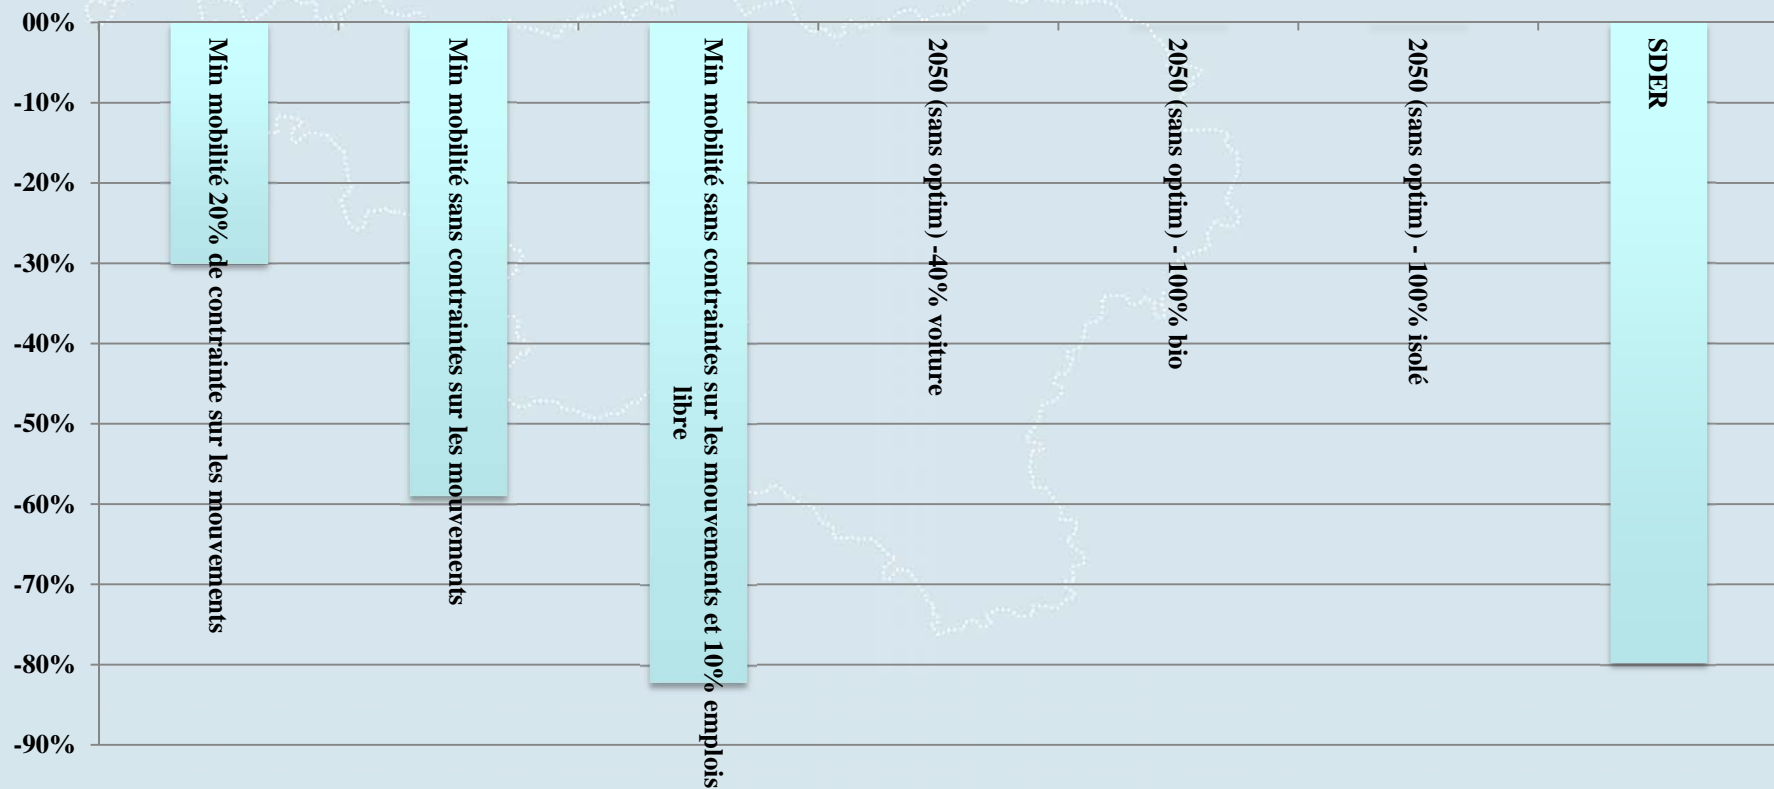 00%
-10%
-20%
-30%
-40%
-50%
-60%
-70%
-80%
-90%
Min mobilité 20% de contrainte sur les mouvements
Min mobilité sans contraintes sur les mouvements
Min mobilité sans contraintes sur les mouvements et 10% emplois
libre
2050 (sans optim) -40% voiture
2050 (sans optim) - 100% bio
2050 (sans optim) - 100% isolé
SDER